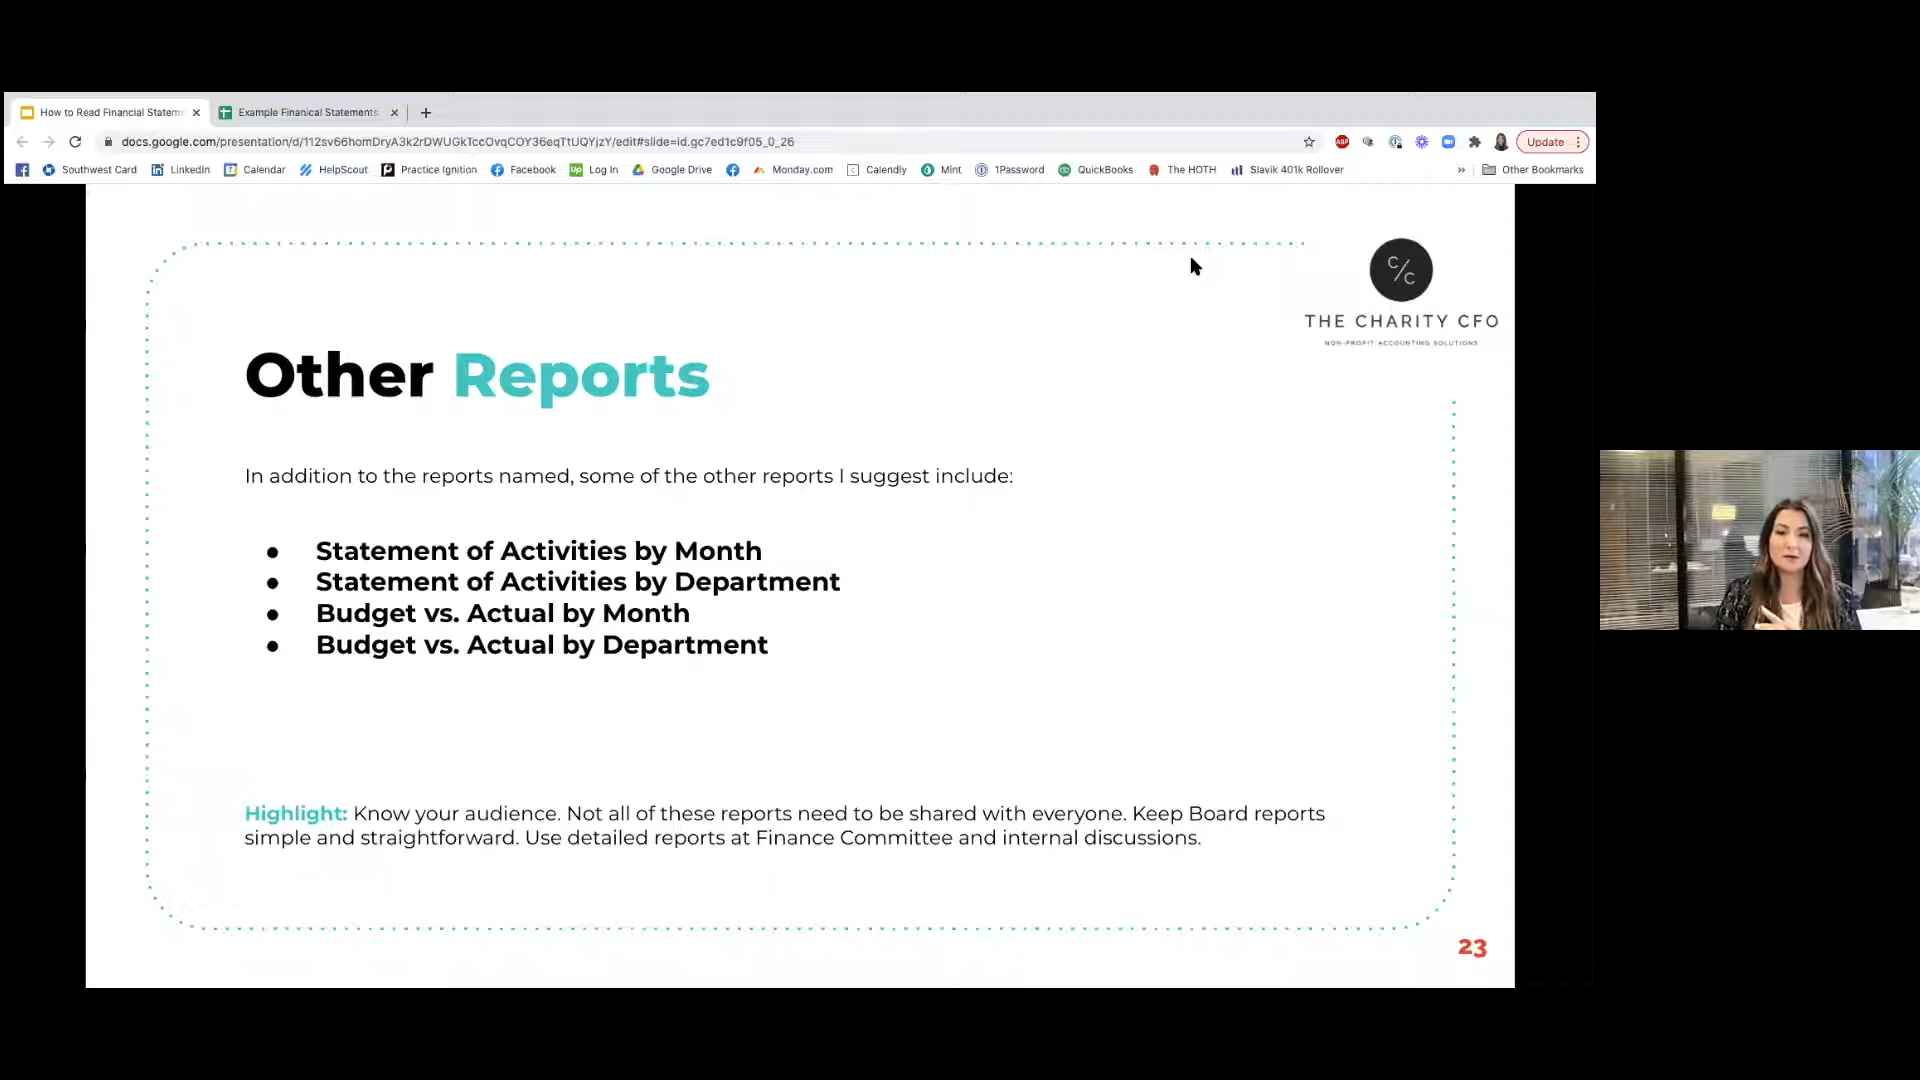 How to Read Financial Statem
Example Finanical Statements
docs.google.com/presentation/d/112sv66homDryA3k2rDWUGkTccOvqCOY36eqTtUQYjzY/edit#slide=id.gc7ed1c9f05_0_26
ABP
Update
Southwest Card
LinkedIn
Calendar
HelpScout
Practice Ignition
Facebook
Up
Log In
Google Drive
Monday.com
Calendly
Mint
1Password
QuickBooks
The HOTH
Slavik 401k Rollover
»
Other Bookmarks
C/C
THE CHARITY CFO
NON-PROFIT ACCOUNTING SOLUTIONS
Other Reports
In addition to the reports named, some of the other reports I suggest include:
● Statement of Activities by Month
● Statement of Activities by Department
● Budget vs. Actual by Month
● Budget vs. Actual by Department
Highlight: Know your audience. Not all of these reports need to be shared with everyone. Keep Board reports
simple and straightforward. Use detailed reports at Finance Committee and internal discussions.
23